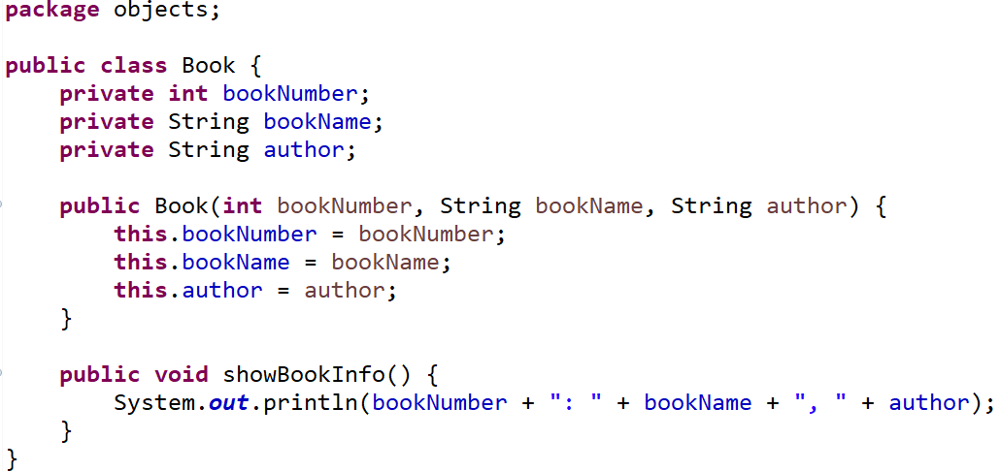 package objects;
public class Book {
    private int bookNumber;
    private String bookName;
    private String author;
    public Book(int bookNumber, String bookName, String author) {
        this.bookNumber = bookNumber;
        this.bookName = bookName;
        this.author = author;
    }
    public void showBookInfo() {
        System.out.println(bookNumber + ": " + bookName + ", " + author);
    }
}